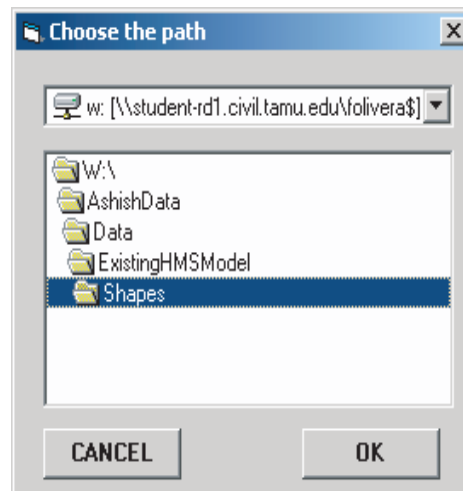 Choose the path
w: [\\student-rd1.civil.tamu.edu\folivera$]
W:\
AshishData
Data
ExistingHMSModel
Shapes
CANCEL OK